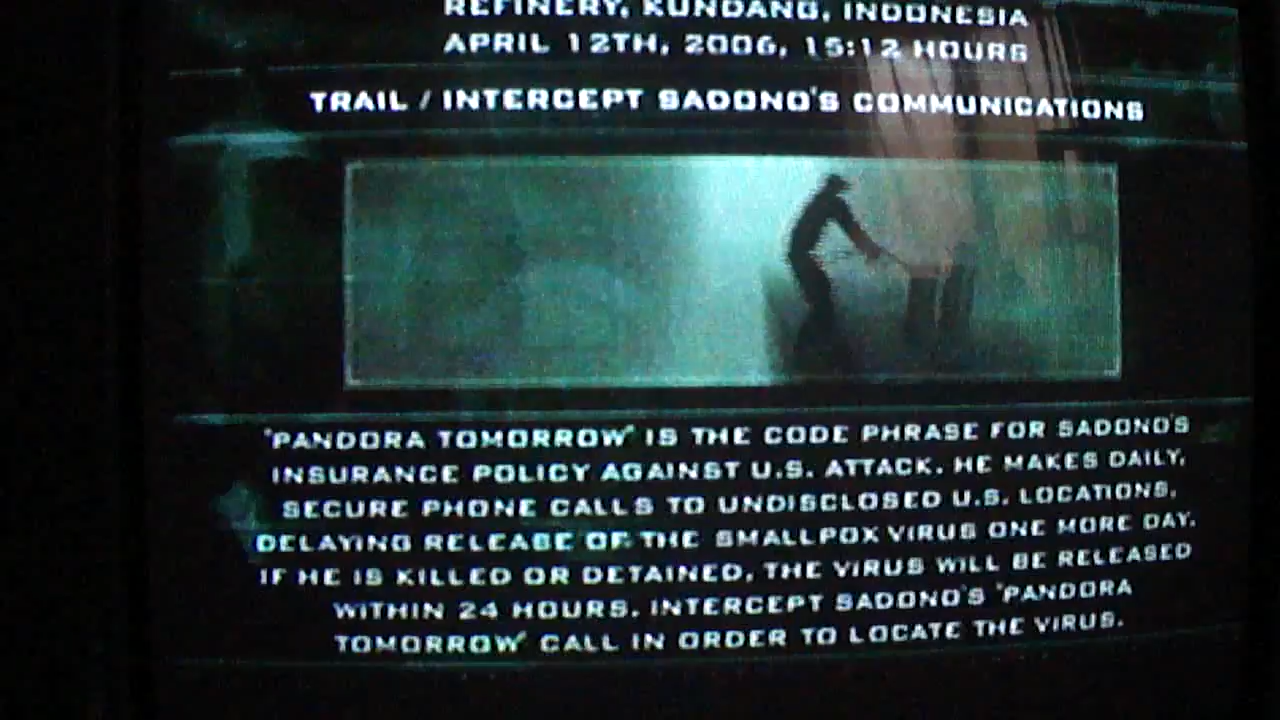 REFINERY, KUNDANG, INDONESIA
APRIL 12TH, 2006, 15:12 HOURS
TRAIL / INTERCEPT SADONO'S COMMUNICATIONS
"PANDORA TOMORROW" IS THE CODE PHRASE FOR SADONO'S
INSURANCE POLICY AGAINST U.S. ATTACK. HE MAKES DAILY,
SECURE PHONE CALLS TO UNDISCLOSED U.S. LOCATIONS,
DELAYING RELEASE OF THE SMALLPOX VIRUS ONE MORE DAY.
IF HE IS KILLED OR DETAINED, THE VIRUS WILL BE RELEASED
WITHIN 24 HOURS. INTERCEPT SADONO'S "PANDORA
TOMORROW" CALL IN ORDER TO LOCATE THE VIRUS.